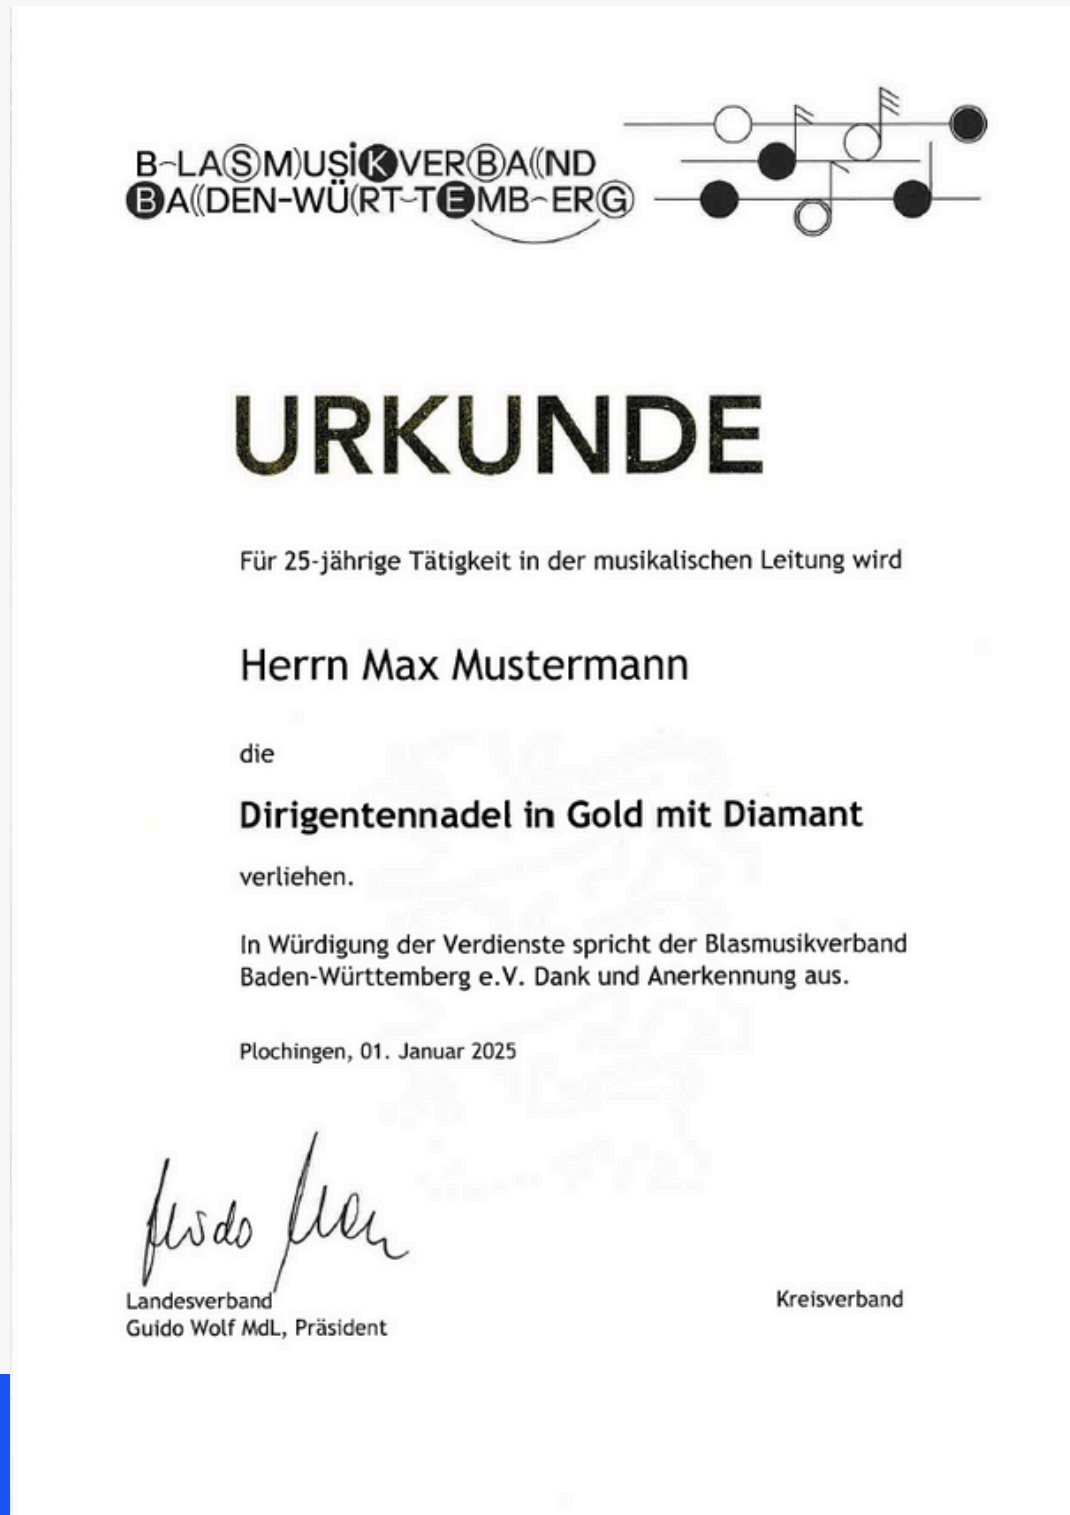 BLASMUSIKVERBAND
BADEN-WÜRTTEMBERG
URKUNDE
Für 25-jährige Tätigkeit in der musikalischen Leitung wird
Herrn Max Mustermann
die
Dirigentennadel in Gold mit Diamant
verliehen.
In Würdigung der Verdienste spricht der Blasmusikverband
Baden-Württemberg e.V. Dank und Anerkennung aus.
Plochingen, 01. Januar 2025
Landesverband
Guido Wolf MdL, Präsident
Kreisverband